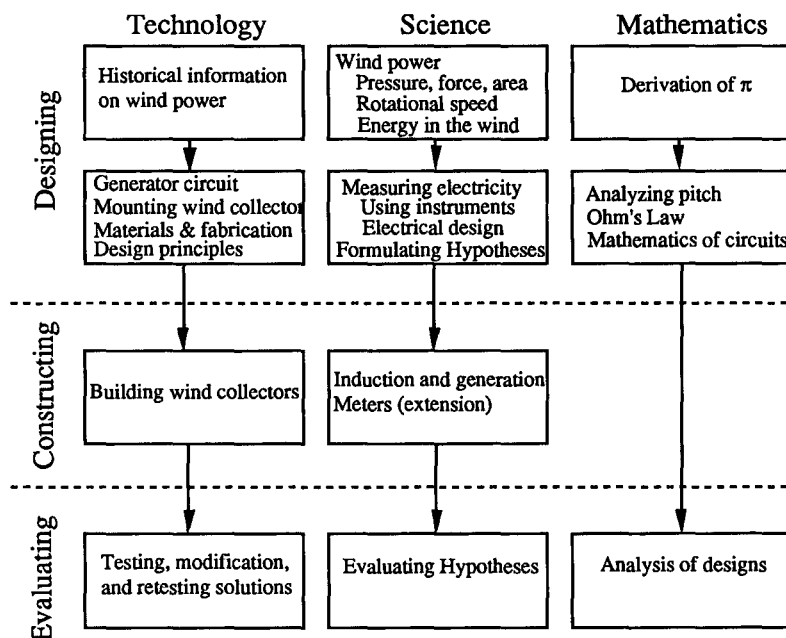 Technology
Science
Mathematics
Designing
Historical information
on wind power
Wind power
Pressure, force, area
Rotational speed
Energy in the wind
Derivation of π
Generator circuit
Mounting wind collector
Materials & fabrication
Design principles
Measuring electricity
Using instruments
Electrical design
Formulating Hypotheses
Analyzing pitch
Ohm's Law
Mathematics of circuits
Constructing
Building wind collectors
Induction and generation
Meters (extension)
Evaluating
Testing, modification,
and retesting solutions
Evaluating Hypotheses
Analysis of designs